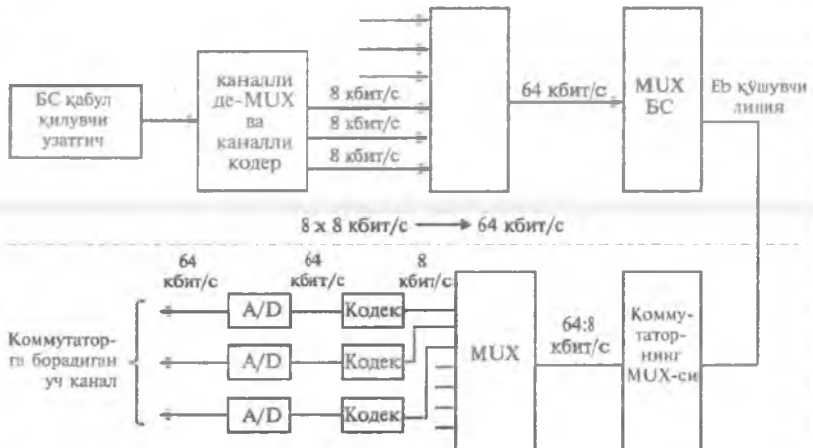 БС қабул
қилувчи
узатгич
каналли
де-MUX
ва
каналли
кодер
8 кбит/с
8 кбит/с
8 кбит/с
64 кбит/с
MUX
БС
Eb қўшувчи
линия
8 x 8 кбит/с → 64 кбит/с
64
кбит/с
64
кбит/с
8
кбит/с
Коммутатор-
га борадиган
уч канал
A/D
Кодек
A/D
Кодек
A/D
Кодек
MUX
64:8
кбит/с
Комму-
татор-
нинг
MUX-си